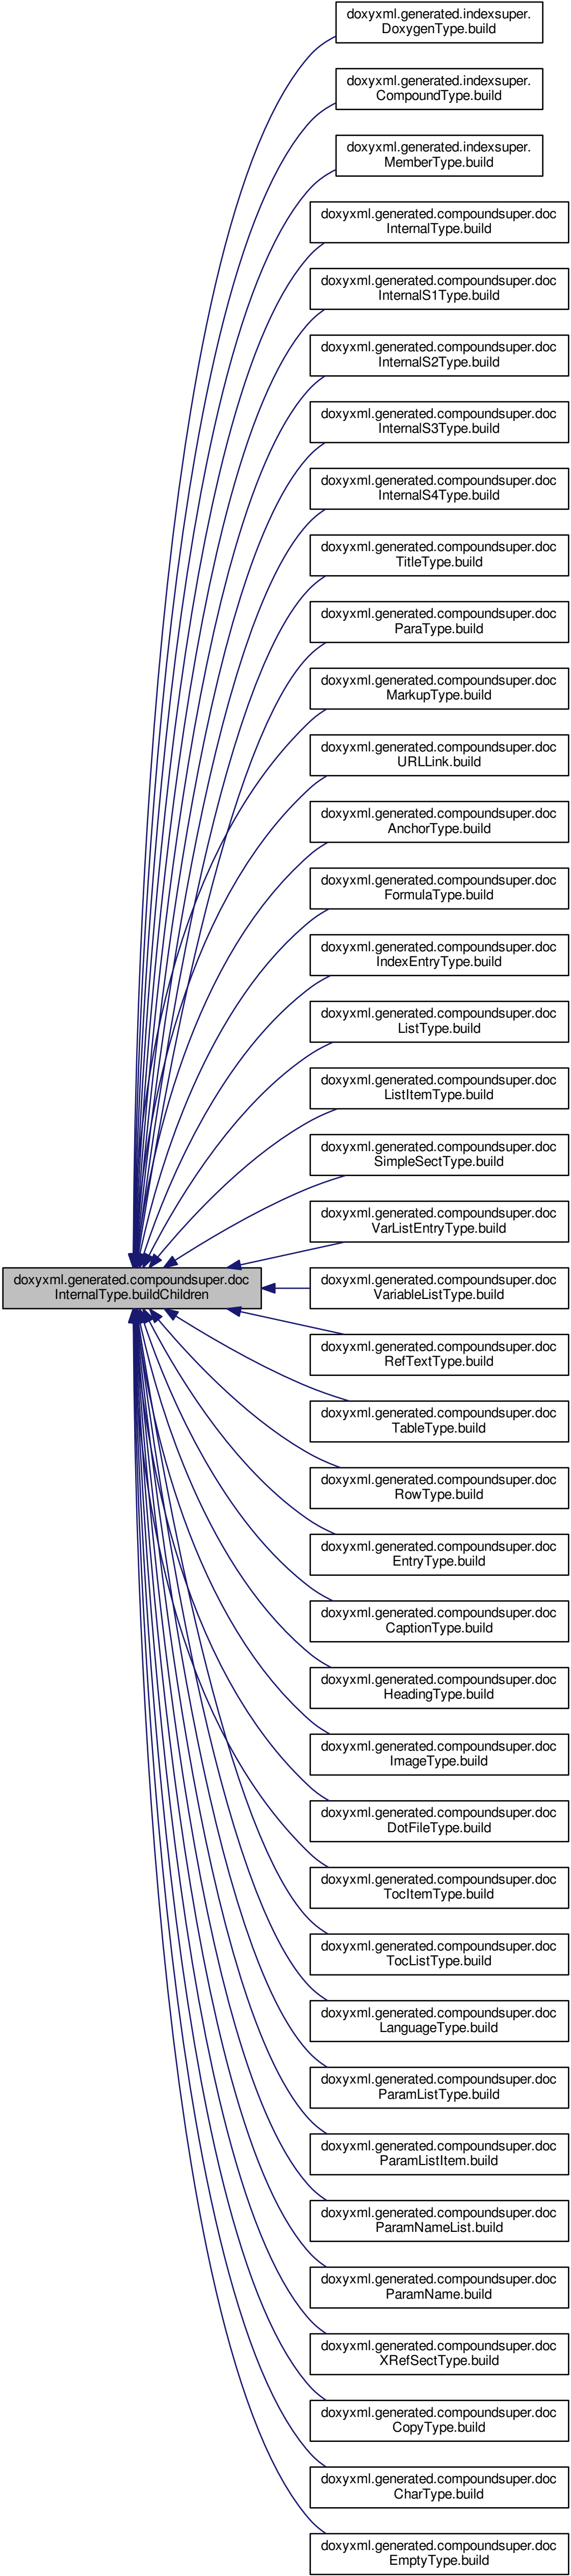 doxyxml.generated.indexsuper.
DoxygenType.build
doxyxml.generated.indexsuper.
CompoundType.build
doxyxml.generated.indexsuper.
MemberType.build
doxyxml.generated.compoundsuper.doc
InternalType.build
doxyxml.generated.compoundsuper.doc
InternalS1Type.build
doxyxml.generated.compoundsuper.doc
InternalS2Type.build
doxyxml.generated.compoundsuper.doc
InternalS3Type.build
doxyxml.generated.compoundsuper.doc
InternalS4Type.build
doxyxml.generated.compoundsuper.doc
TitleType.build
doxyxml.generated.compoundsuper.doc
ParaType.build
doxyxml.generated.compoundsuper.doc
MarkupType.build
doxyxml.generated.compoundsuper.doc
URLLink.build
doxyxml.generated.compoundsuper.doc
AnchorType.build
doxyxml.generated.compoundsuper.doc
FormulaType.build
doxyxml.generated.compoundsuper.doc
IndexEntryType.build
doxyxml.generated.compoundsuper.doc
ListType.build
doxyxml.generated.compoundsuper.doc
ListItemType.build
doxyxml.generated.compoundsuper.doc
SimpleSectType.build
doxyxml.generated.compoundsuper.doc
VarListEntryType.build
doxyxml.generated.compoundsuper.doc
InternalType.buildChildren
doxyxml.generated.compoundsuper.doc
VariableListType.build
doxyxml.generated.compoundsuper.doc
RefTextType.build
doxyxml.generated.compoundsuper.doc
TableType.build
doxyxml.generated.compoundsuper.doc
RowType.build
doxyxml.generated.compoundsuper.doc
EntryType.build
doxyxml.generated.compoundsuper.doc
CaptionType.build
doxyxml.generated.compoundsuper.doc
HeadingType.build
doxyxml.generated.compoundsuper.doc
ImageType.build
doxyxml.generated.compoundsuper.doc
DotFileType.build
doxyxml.generated.compoundsuper.doc
TocItemType.build
doxyxml.generated.compoundsuper.doc
TocListType.build
doxyxml.generated.compoundsuper.doc
LanguageType.build
doxyxml.generated.compoundsuper.doc
ParamListType.build
doxyxml.generated.compoundsuper.doc
ParamListItem.build
doxyxml.generated.compoundsuper.doc
ParamNameList.build
doxyxml.generated.compoundsuper.doc
ParamName.build
doxyxml.generated.compoundsuper.doc
XRefSectType.build
doxyxml.generated.compoundsuper.doc
CopyType.build
doxyxml.generated.compoundsuper.doc
CharType.build
doxyxml.generated.compoundsuper.doc
EmptyType.build